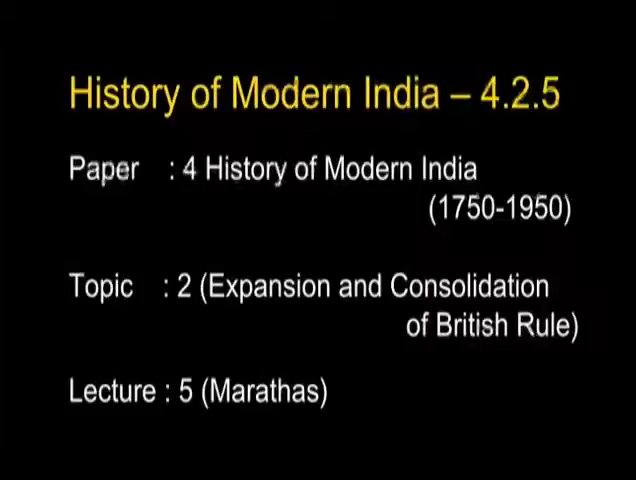 History of Modern India – 4.2.5
Paper : 4 History of Modern India
(1750-1950)
Topic : 2 (Expansion and Consolidation
of British Rule)
Lecture : 5 (Marathas)